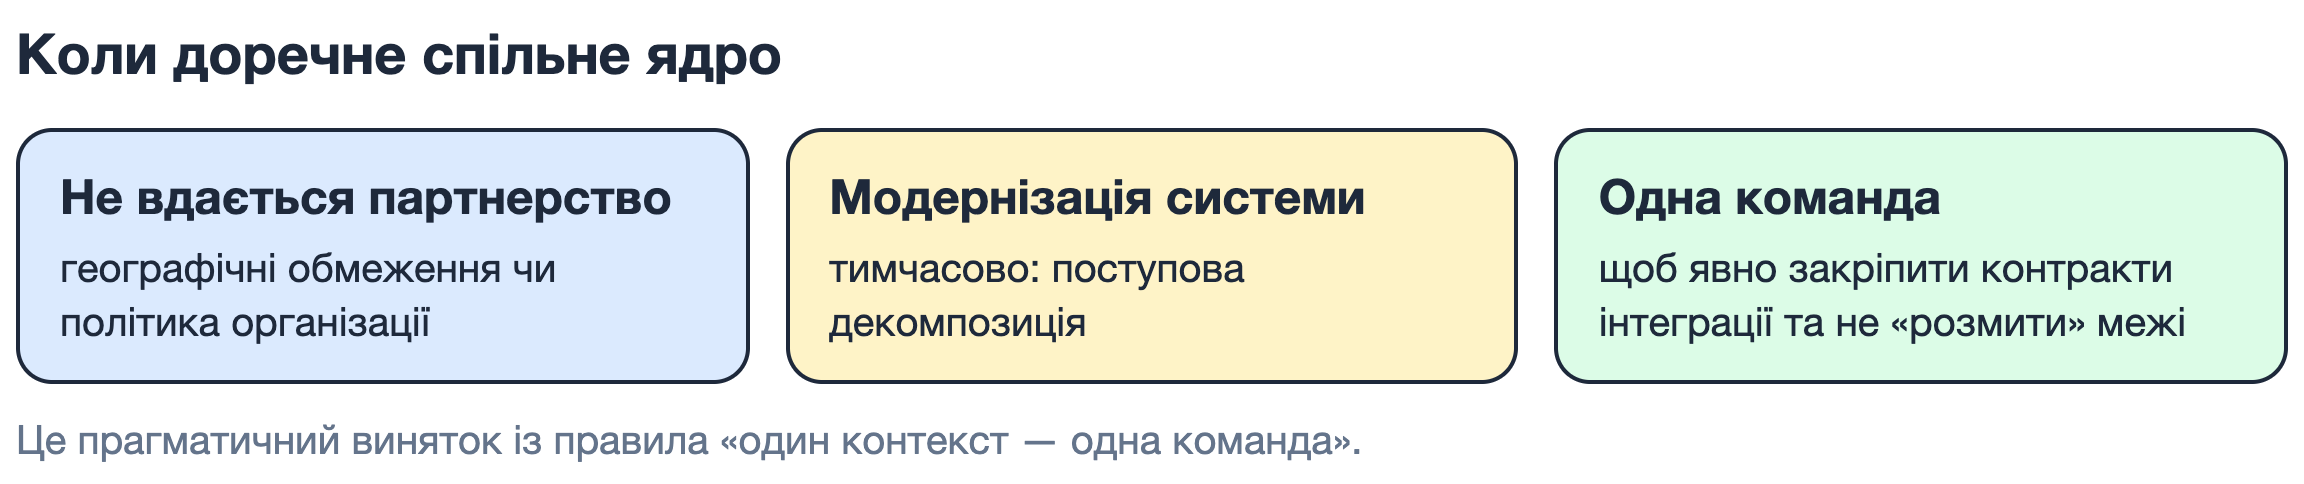 Коли доречне спільне ядро
Не вдається партнерство
географічні обмеження чи
політика організації
Модернізація системи
тимчасово: поступова
декомпозиція
Одна команда
щоб явно закріпити контракти
інтеграції та не «розмити» межі
Це прагматичний виняток із правила «один контекст — одна команда».